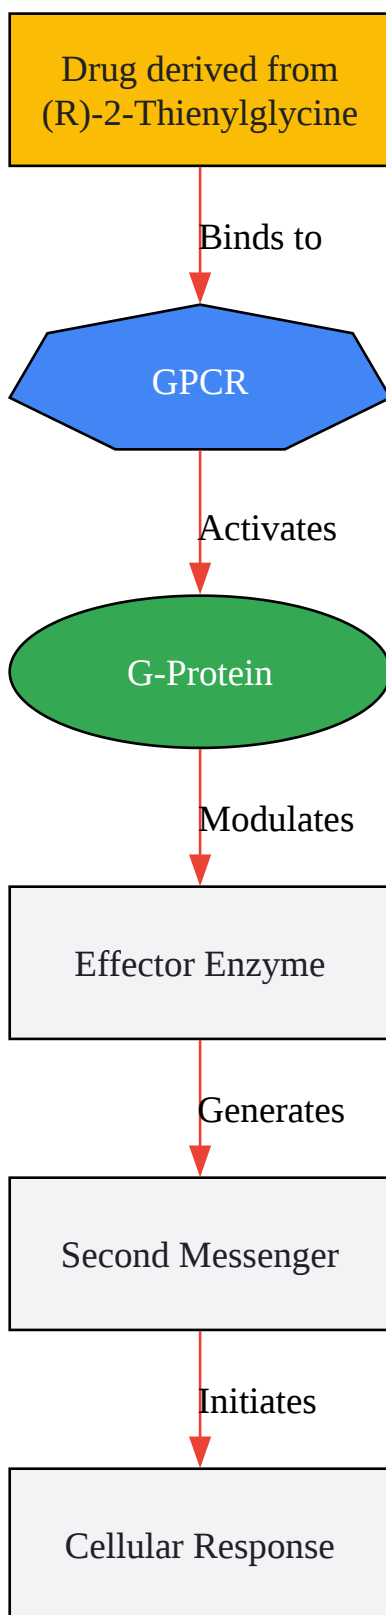 Drug derived from
(R)-2-Thienylglycine
Binds to
GPCR
Activates
G-Protein
Modulates
Effector Enzyme
Generates
Second Messenger
Initiates
Cellular Response